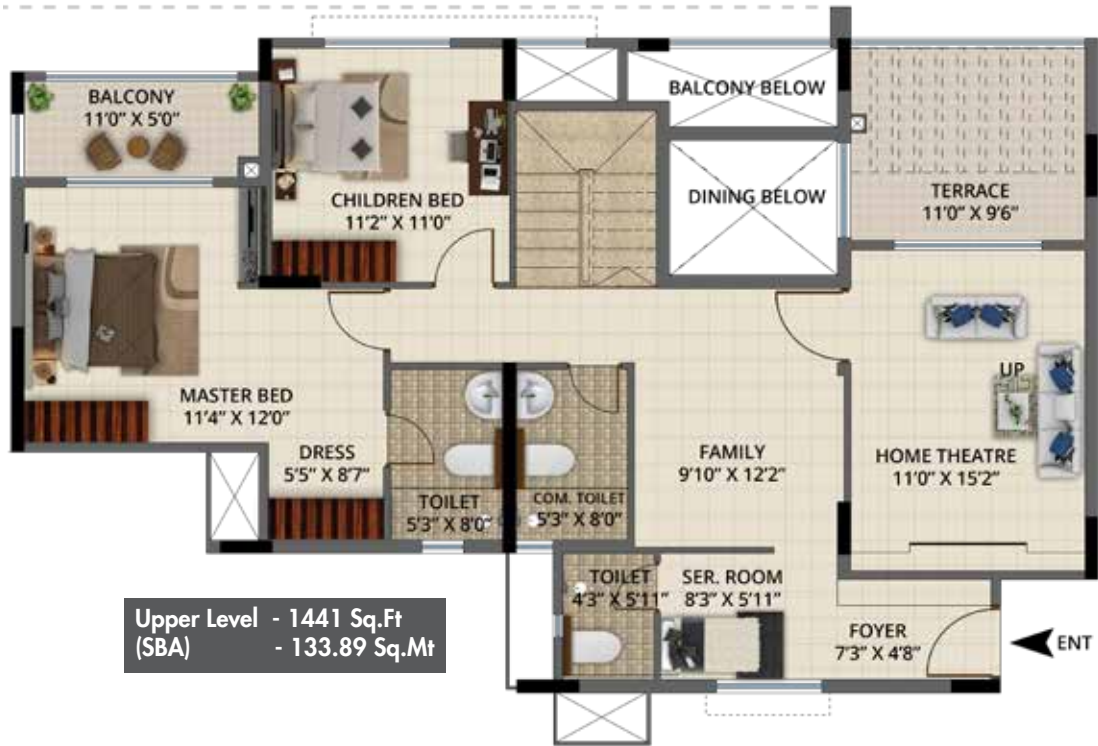 BALCONY
11'0" X 5'0"
BALCONY BELOW
CHILDREN BED
11'2" X 11'0"
DINING BELOW
TERRACE
11'0" X 9'6"
UP
MASTER BED
11'4" X 12'0"
DRESS
5'5" X 8'7"
TOILET
5'3" X 8'0"
COM. TOILET
5'3" X 8'0"
FAMILY
9'10" X 12'2"
HOME THEATRE
11'0" X 15'2"
TOILET
4'3" X 5'11"
SER. ROOM
8'3" X 5'11"
FOYER
7'3" X 4'8"
ENT
Upper Level - 1441 Sq.Ft
(SBA) - 133.89 Sq.Mt